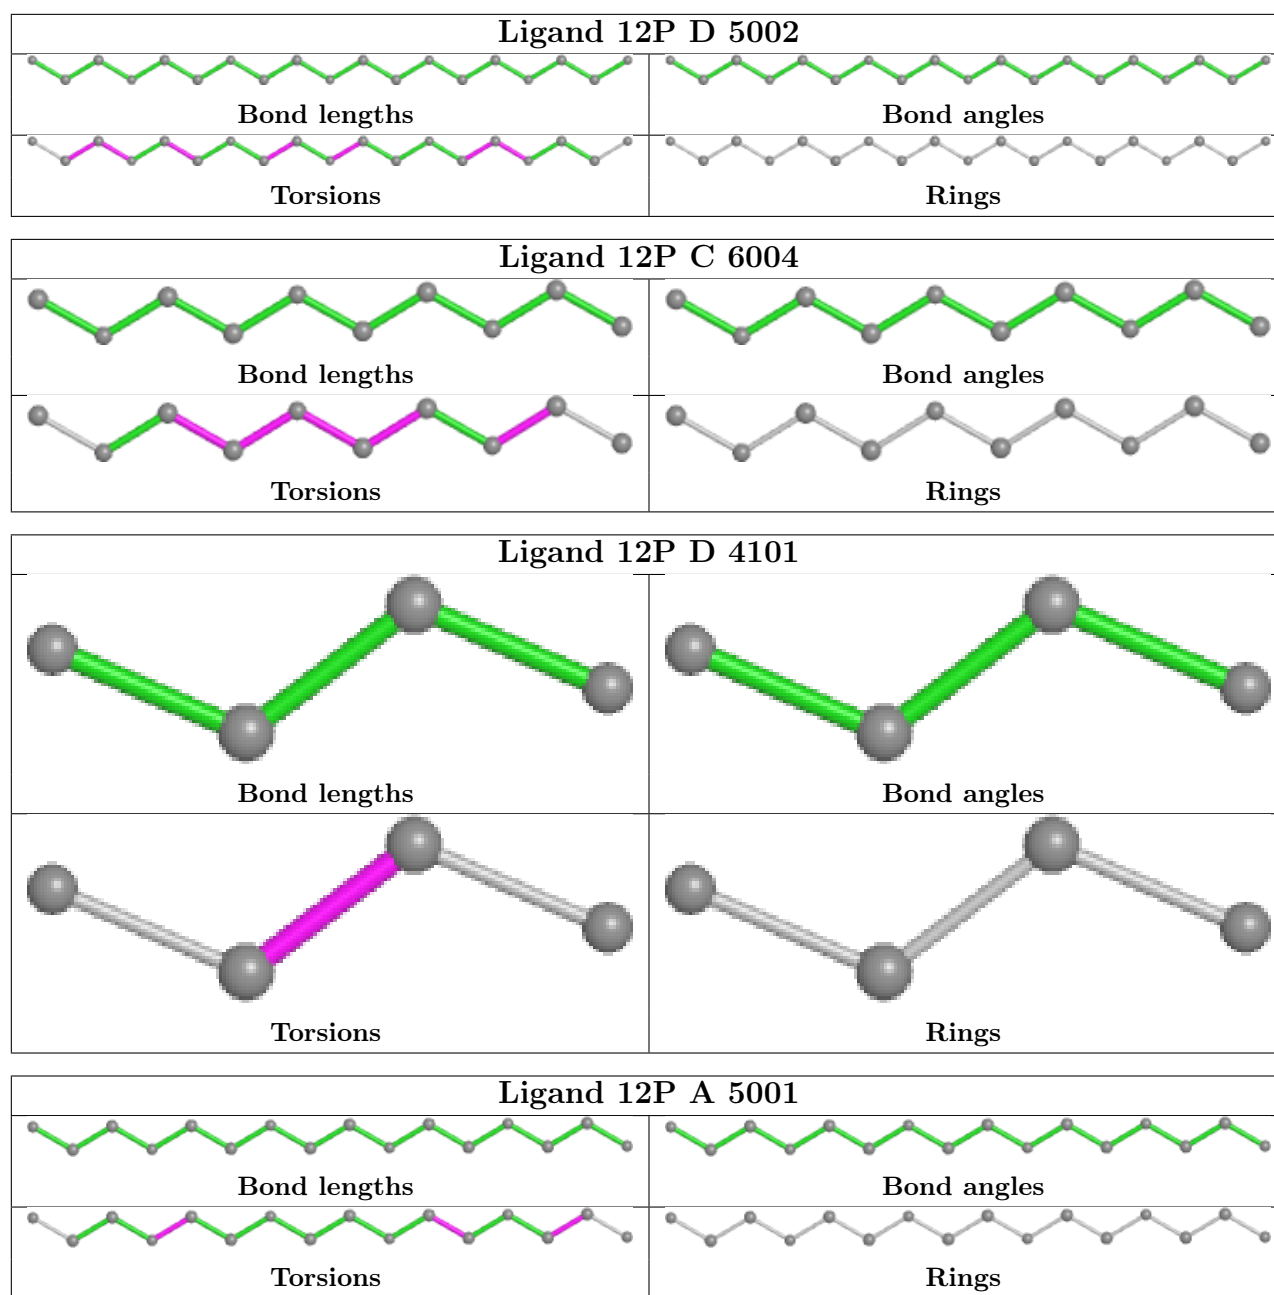 Ligand 12P D 5002
Bond lengths
Bond angles
Torsions
Rings
Ligand 12P C 6004
Bond lengths
Bond angles
Torsions
Rings
Ligand 12P D 4101
Bond lengths
Bond angles
Torsions
Rings
Ligand 12P A 5001
Bond lengths
Bond angles
Torsions
Rings